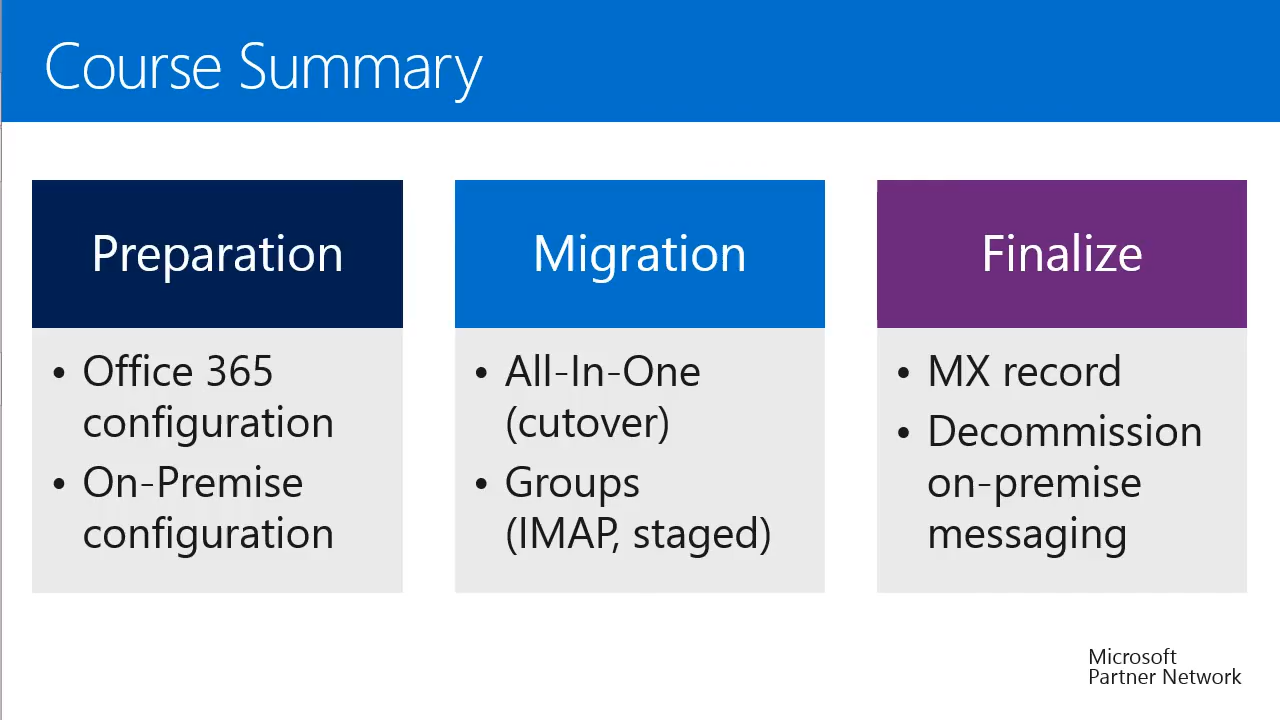 Course Summary
Preparation
• Office 365
configuration
• On-Premise
configuration
Migration
• All-In-One
(cutover)
• Groups
(IMAP, staged)
Finalize
• MX record
• Decommission
on-premise
messaging
Microsoft
Partner Network